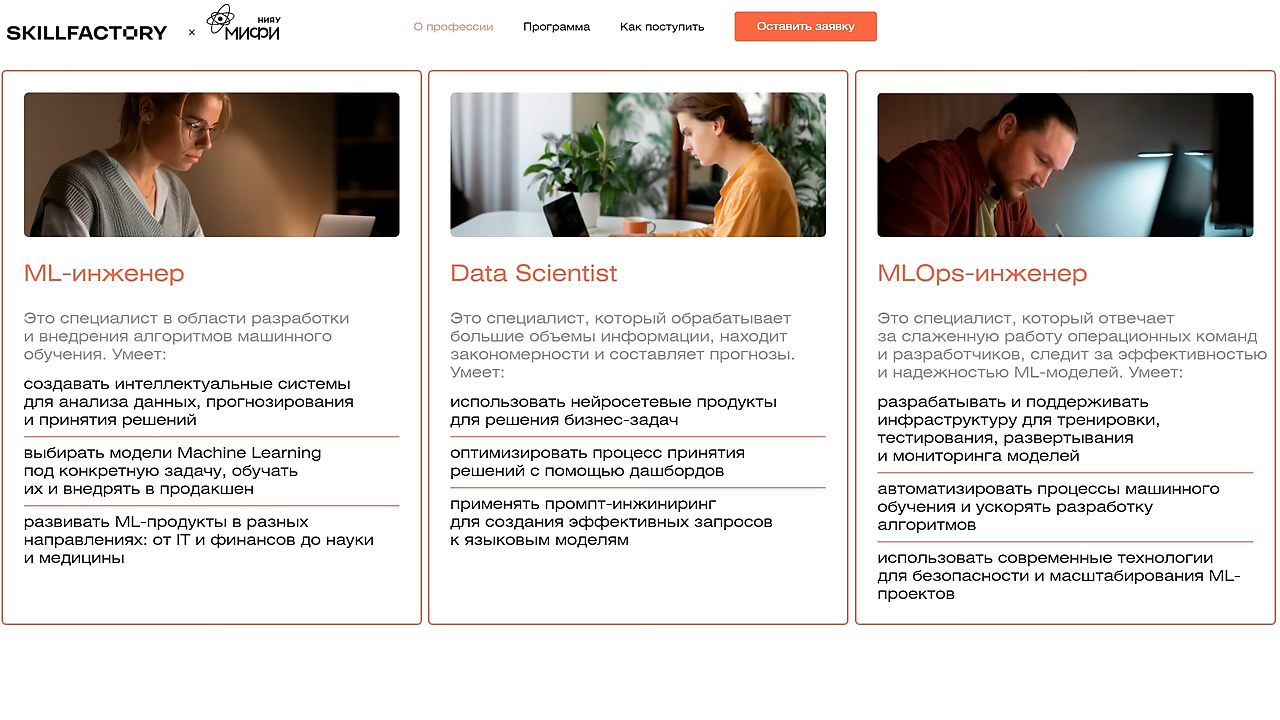 SKILLFACTORY × НИЯУ МИФИ
О профессии Программа Как поступить Оставить заявку
ML-инженер
Это специалист в области разработки
и внедрения алгоритмов машинного
обучения. Умеет:
создавать интеллектуальные системы
для анализа данных, прогнозирования
и принятия решений
выбирать модели Machine Learning
под конкретную задачу, обучать
их и внедрять в продакшен
развивать ML-продукты в разных
направлениях: от IT и финансов до науки
и медицины
Data Scientist
Это специалист, который обрабатывает
большие объемы информации, находит
закономерности и составляет прогнозы.
Умеет:
использовать нейросетевые продукты
для решения бизнес-задач
оптимизировать процесс принятия
решений с помощью дашбордов
применять промпт-инжиниринг
для создания эффективных запросов
к языковым моделям
MLOps-инженер
Это специалист, который отвечает
за слаженную работу операционных команд
и разработчиков, следит за эффективностью
и надежностью ML-моделей. Умеет:
разрабатывать и поддерживать
инфраструктуру для тренировки,
тестирования, развертывания
и мониторинга моделей
автоматизировать процессы машинного
обучения и ускорять разработку
алгоритмов
использовать современные технологии
для безопасности и масштабирования ML-
проектов